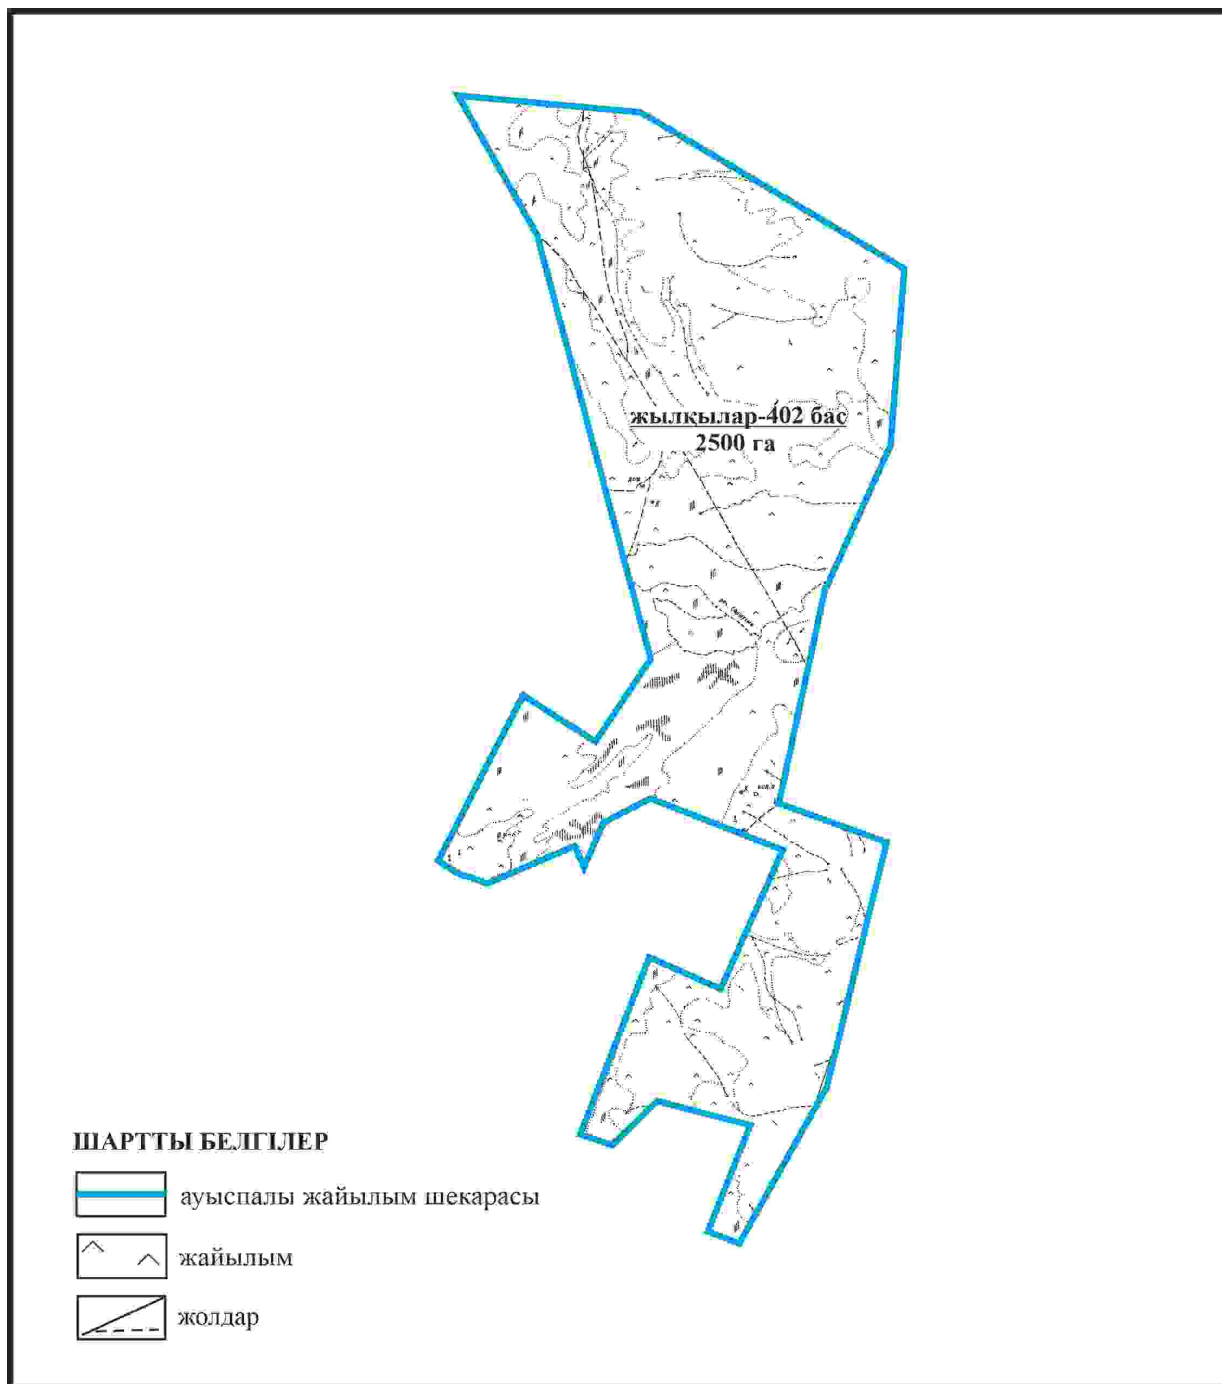 жылқылар-402 бас
2500 га
ШАРТТЫ БЕЛГІЛЕР
ауыспалы жайылым шекарасы
жайылым
жолдар